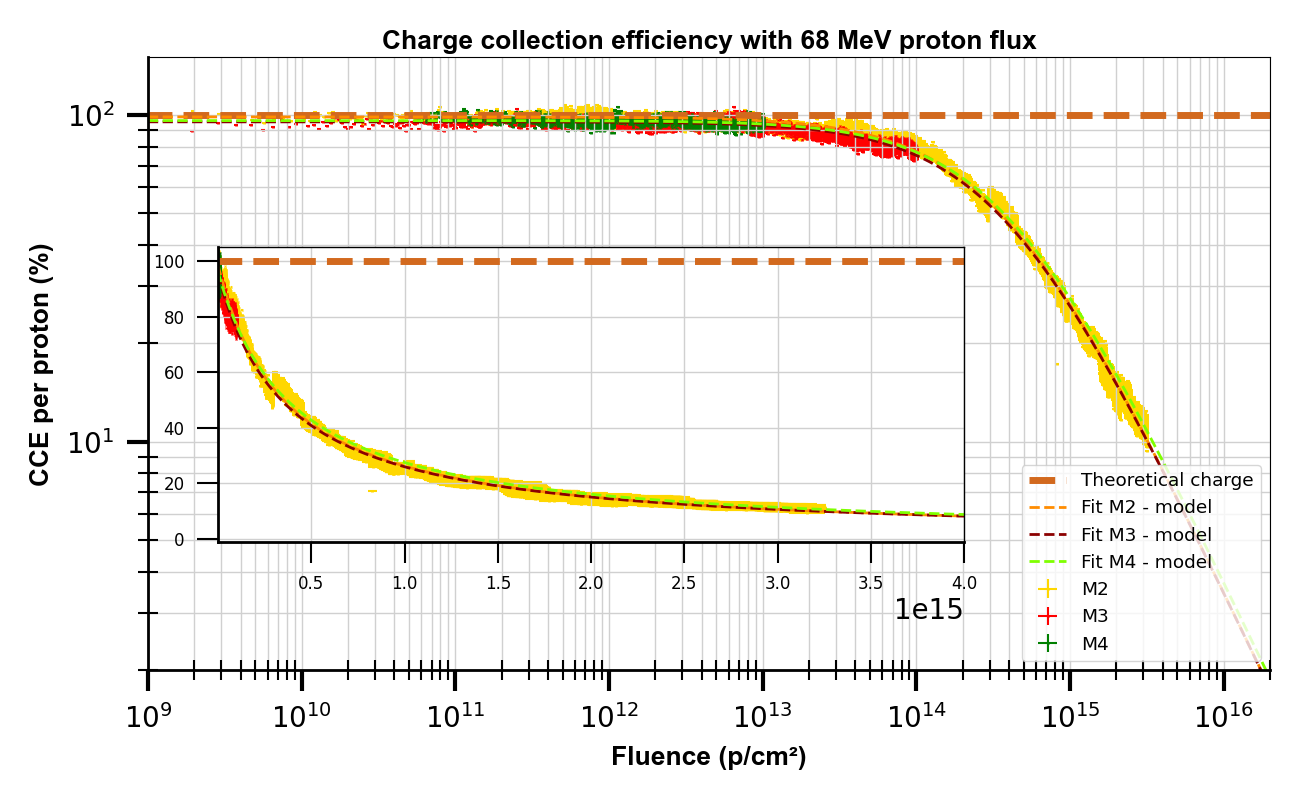 Charge collection efficiency with 68 MeV proton flux
CCE per proton (%)
10²
10¹
100
80
60
40
20
0
0.5 1.0 1.5 2.0 2.5 3.0 3.5 4.0
1e15
Theoretical charge
Fit M2 - model
Fit M3 - model
Fit M4 - model
M2
M3
M4
10⁹ 10¹⁰ 10¹¹ 10¹² 10¹³ 10¹⁴ 10¹⁵ 10¹⁶
Fluence (p/cm²)